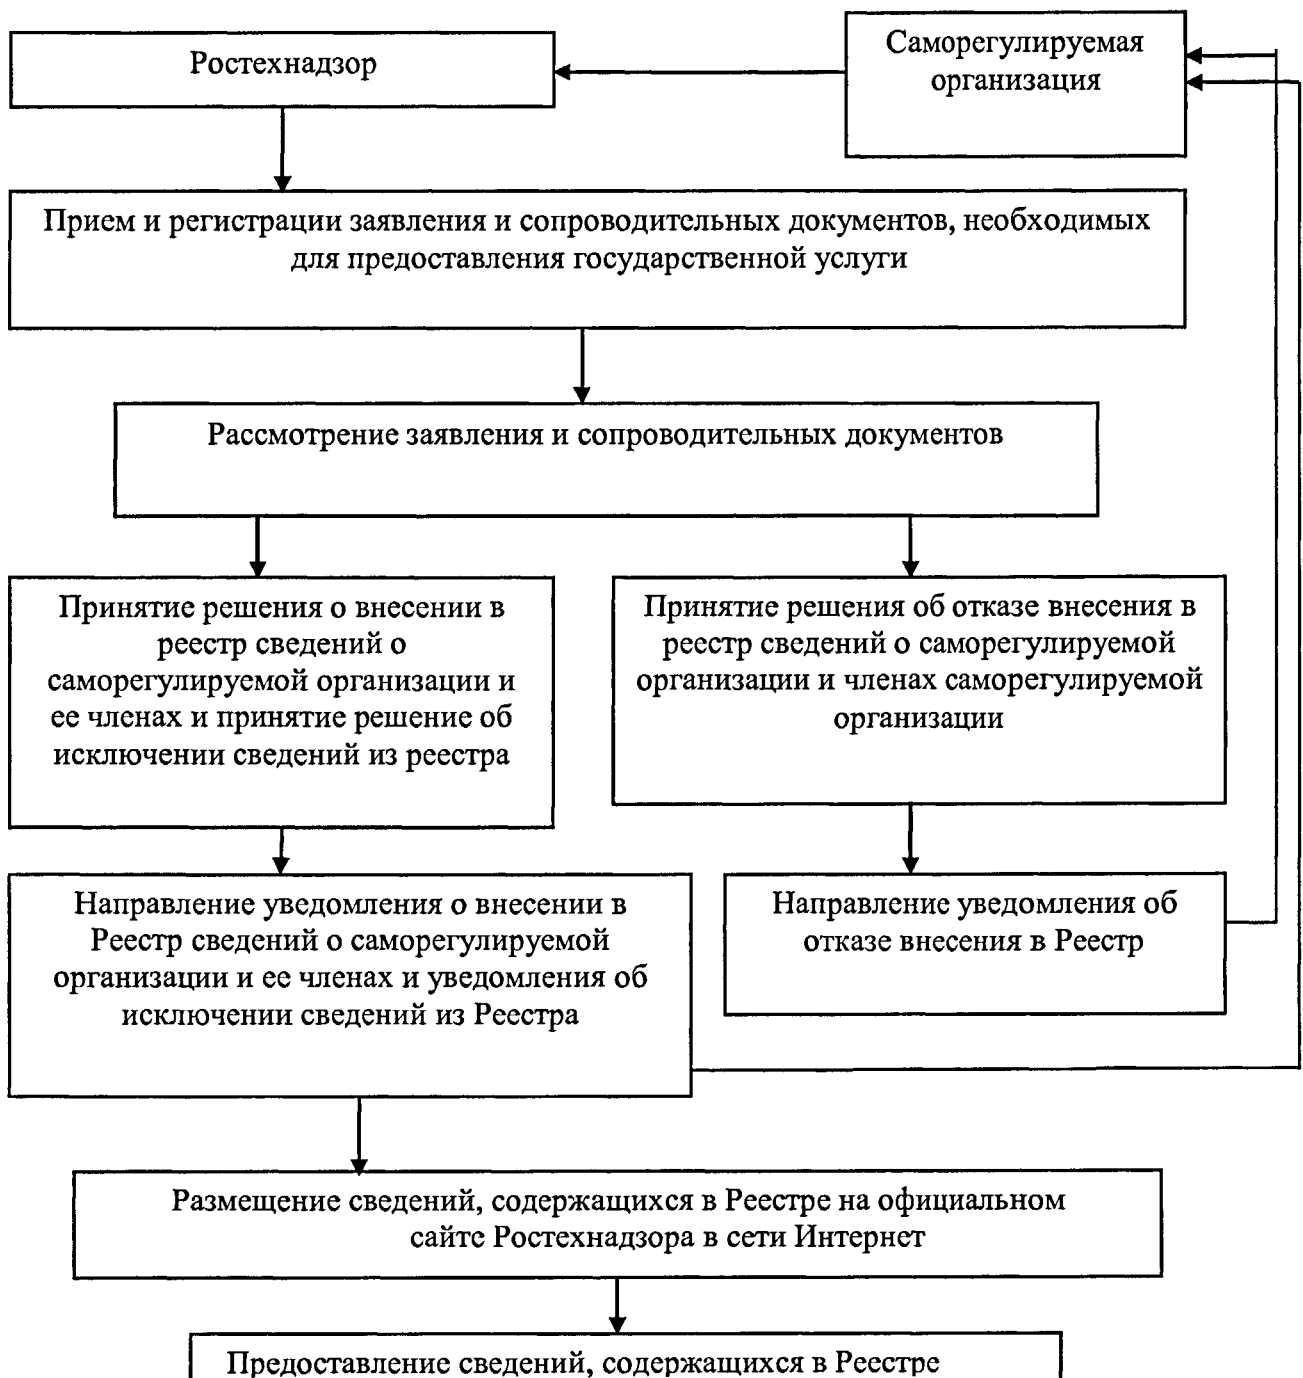 Ростехнадзор
Саморегулируемая
организация
Прием и регистрации заявления и сопроводительных документов, необходимых
для предоставления государственной услуги
Рассмотрение заявления и сопроводительных документов
Принятие решения о внесении в
реестр сведений о
саморегулируемой организации и
ее членах и принятие решение об
исключении сведений из реестра
Принятие решения об отказе внесения в
реестр сведений о саморегулируемой
организации и членах саморегулируемой
организации
Направление уведомления о внесении в
Реестр сведений о саморегулируемой
организации и ее членах и уведомления об
исключении сведений из Реестра
Направление уведомления об
отказе внесения в Реестр
Размещение сведений, содержащихся в Реестре на официальном
сайте Ростехнадзора в сети Интернет
Предоставление сведений, содержащихся в Реестре